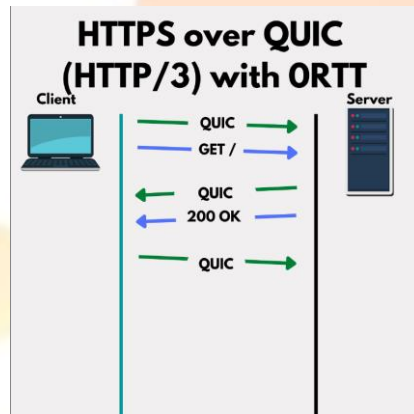 HTTPS over QUIC
(HTTP/3) with 0RTT
Client
Server
QUIC
GET /
QUIC
200 OK
QUIC